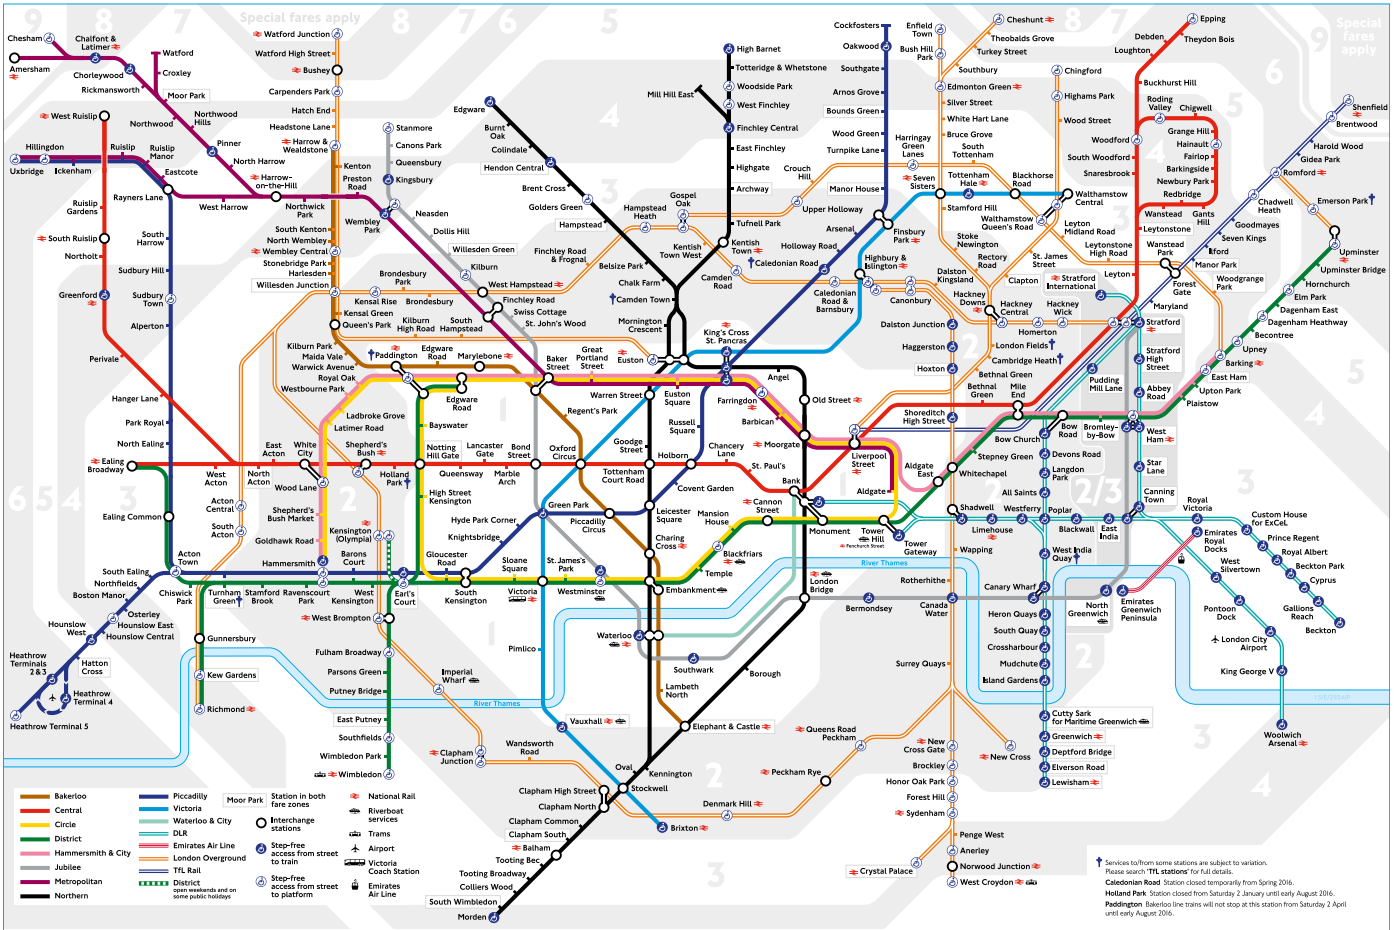 9
8
7
Special fares apply
8
7
6
5
8
7
Special
fares
apply
9
Chesham
Chalfont &
Latimer
Amersham
Chorleywood
Rickmansworth
Watford
Croxley
Moor Park
Northwood
Northwood
Hills
Pinner
North Harrow
Harrow-
on-the-Hill
Northwick
Park
Preston
Road
Wembley
Park
West Ruislip
Hillingdon
Uxbridge
Ickenham
Ruislip
Ruislip
Manor
Eastcote
Rayners Lane
West Harrow
Ruislip
Gardens
South Ruislip
Northolt
Greenford
Perivale
Hanger Lane
South
Harrow
Sudbury Hill
Sudbury
Town
Alperton
Park Royal
North Ealing
Ealing
Broadway
Ealing Common
West
Acton
North
Acton
East
Acton
White
City
Wood Lane
Shepherd's
Bush
Shepherd's
Bush Market
Goldhawk Road
Hammersmith
Acton
Central
South
Acton
Acton
Town
South Ealing
Northfields
Boston Manor
Osterley
Hounslow East
Hounslow Central
Hounslow
West
Hatton
Cross
Heathrow
Terminals
2 & 3
Heathrow
Terminal 4
Heathrow Terminal 5
Chiswick
Park
Turnham
Green
Stamford
Brook
Ravenscourt
Park
West
Kensington
Barons
Court
Kensington
(Olympia)
Earl's
Court
Gunnersbury
Kew Gardens
Richmond
West Brompton
Fulham Broadway
Parsons Green
Putney Bridge
East Putney
Southfields
Wimbledon Park
Wimbledon
Watford Junction
Watford High Street
Bushey
Carpenders Park
Hatch End
Headstone Lane
Harrow &
Wealdstone
Kenton
South Kenton
North Wembley
Wembley Central
Stonebridge Park
Harlesden
Willesden Junction
Kensal Rise
Kensal Green
Queen's Park
Kilburn Park
Maida Vale
Warwick Avenue
Royal Oak
Westbourne Park
Ladbroke Grove
Latimer Road
Stanmore
Canons Park
Queensbury
Kingsbury
Neasden
Dollis Hill
Willesden Green
Kilburn
West Hampstead
Finchley Road
Swiss Cottage
St. John's Wood
Brondesbury
Park
Brondesbury
Kilburn
High Road
South
Hampstead
Finchley Road
& Frognal
Hampstead
Heath
Gospel
Oak
Kentish
Town West
Camden
Road
Caledonian
Road &
Barnsbury
Edgware
Burnt
Oak
Colindale
Hendon Central
Brent Cross
Golders Green
Hampstead
Belsize Park
Chalk Farm
Camden Town
Mornington
Crescent
Euston
High Barnet
Totteridge & Whetstone
Woodside Park
West Finchley
Mill Hill East
Finchley Central
East Finchley
Highgate
Archway
Tufnell Park
Kentish
Town
Cockfosters
Oakwood
Southgate
Arnos Grove
Bounds Green
Wood Green
Turnpike Lane
Manor House
Harringay
Green
Lanes
Crouch
Hill
Upper Holloway
Arsenal
Holloway Road
Caledonian Road
Finsbury
Park
Highbury &
Islington
Canonbury
Enfield
Town
Bush Hill
Park
Cheshunt
Theobalds Grove
Turkey Street
Southbury
Edmonton Green
Silver Street
White Hart Lane
Bruce Grove
South
Tottenham
Seven
Sisters
Tottenham
Hale
Blackhorse
Road
Walthamstow
Central
Walthamstow
Queen's Road
Leyton
Midland Road
Leytonstone
High Road
Stamford Hill
Stoke
Newington
Rectory
Road
St. James
Street
Clapton
Hackney
Downs
Hackney
Central
Hackney
Wick
Homerton
London Fields
Cambridge Heath
Bethnal Green
Dalston
Kingsland
Dalston Junction
Haggerston
Hoxton
Shoreditch
High Street
Chingford
Highams Park
Wood Street
Epping
Theydon Bois
Debden
Loughton
Buckhurst Hill
Roding
Valley
Chigwell
Grange Hill
Hainault
Fairlop
Barkingside
Newbury Park
Redbridge
Gants
Hill
Wanstead
Woodford
South Woodford
Snaresbrook
Leytonstone
Leyton
Wanstead
Park
Forest
Gate
Manor Park
Ilford
Seven Kings
Goodmayes
Chadwell
Heath
Romford
Gidea Park
Harold Wood
Brentwood
Shenfield
Emerson Park
Upminster
Upminster Bridge
Hornchurch
Elm Park
Dagenham East
Dagenham Heathway
Becontree
Upney
Barking
East Ham
Upton Park
Plaistow
Woodgrange
Park
Maryland
Stratford
International
Stratford
Stratford
High
Street
Abbey
Road
West
Ham
Star Lane
Canning
Town
Pudding
Mill Lane
Mile
End
Bethnal
Green
Bow
Road
Bromley-
by-Bow
Bow Church
Devons Road
Langdon
Park
All Saints
Poplar
Westferry
Limehouse
Shadwell
Blackwall
East
India
Stepney Green
Whitechapel
Aldgate
East
Aldgate
Liverpool
Street
Moorgate
Barbican
Farringdon
King's Cross
St. Pancras
Angel
Old Street
Paddington
Edgware
Road
Marylebone
Edgware
Road
Baker
Street
Great
Portland
Street
Euston
Square
Warren Street
Regent's Park
Bayswater
Notting
Hill Gate
Holland
Park
High Street
Kensington
Queensway
Lancaster
Gate
Marble
Arch
Bond
Street
Oxford
Circus
Goodge
Street
Tottenham
Court Road
Russell
Square
Holborn
Chancery
Lane
St. Paul's
Bank
Covent Garden
Leicester
Square
Green Park
Piccadilly
Circus
Hyde Park Corner
Knightsbridge
Gloucester
Road
South
Kensington
Sloane
Square
Victoria
St. James's
Park
Westminster
Charing
Cross
Embankment
Temple
Blackfriars
Mansion
House
Cannon
Street
Monument
Tower
Hill
Fenchurch Street
Tower
Gateway
London
Bridge
Waterloo
Southwark
Bermondsey
Lambeth
North
Borough
Elephant & Castle
Pimlico
Vauxhall
Oval
Kennington
Stockwell
Brixton
Imperial
Wharf
Clapham
Junction
Wandsworth
Road
Clapham High Street
Clapham North
Clapham Common
Clapham South
Balham
Tooting Bec
Tooting Broadway
Colliers Wood
South Wimbledon
Morden
Denmark Hill
Peckham Rye
Queens Road
Peckham
Wapping
Rotherhithe
Canada
Water
Surrey Quays
New
Cross Gate
New Cross
Brockley
Honor Oak Park
Forest Hill
Sydenham
Crystal Palace
Penge West
Anerley
Norwood Junction
West Croydon
West India
Quay
Canary Wharf
Heron Quays
South Quay
Crossharbour
Mudchute
Island Gardens
Cutty Sark
for Maritime Greenwich
Greenwich
Deptford Bridge
Elverson Road
Lewisham
North
Greenwich
Emirates
Greenwich
Peninsula
Emirates
Royal
Docks
Royal
Victoria
Custom House
for ExCeL
Prince Regent
Royal Albert
Beckton Park
Cyprus
Gallions
Reach
Beckton
West
Silvertown
Pontoon
Dock
London City
Airport
King George V
Woolwich
Arsenal
River Thames
River Thames
Bakerloo
Central
Circle
District
Hammersmith & City
Jubilee
Metropolitan
Northern
Piccadilly
Victoria
Waterloo & City
DLR
Emirates Air Line
London Overground
TfL Rail
District
open weekends and on
some public holidays
Moor Park
Station in both
fare zones
Interchange
stations
Step-free
access from street
to train
Step-free
access from street
to platform
National Rail
Riverboat
services
Trams
Airport
Victoria
Coach Station
Emirates
Air Line
Services to/from some stations are subject to variation.
Please search 'TfL stations' for full details.
Caledonian Road Station closed temporarily from Spring 2016.
Holland Park Station closed from Saturday 2 January until early August 2016.
Paddington Bakerloo line trains will not stop at this station from Saturday 2 April
until early August 2016.